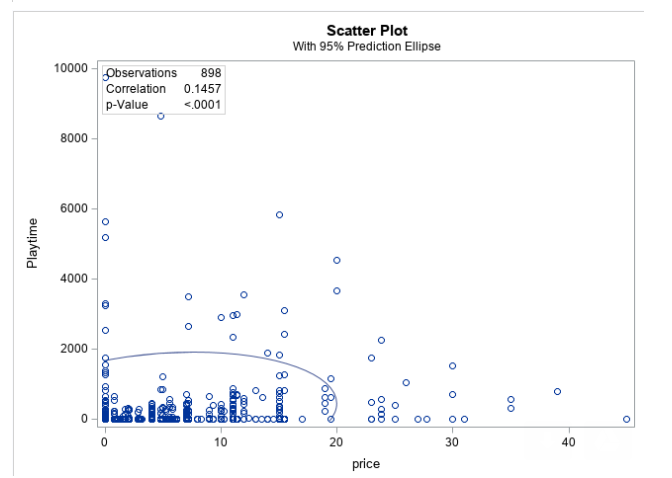 Scatter Plot
With 95% Prediction Ellipse
Observations 898
Correlation 0.1457
p-Value <.0001
10000
8000
6000
4000
2000
0
Playtime
0 10 20 30 40
price